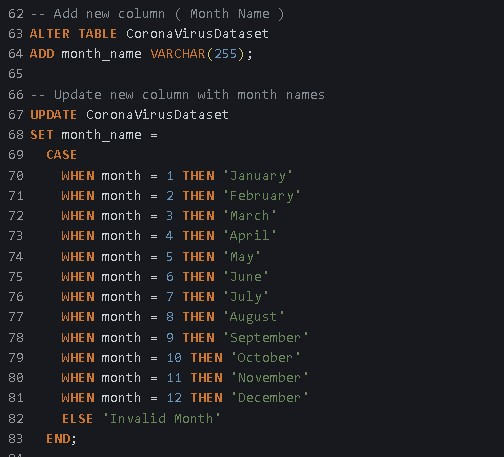 62 -- Add new column ( Month Name )
63 ALTER TABLE CoronaVirusDataset
64 ADD month_name VARCHAR(255);
65
66 -- Update new column with month names
67 UPDATE CoronaVirusDataset
68 SET month_name =
69   CASE
70     WHEN month = 1 THEN 'January'
71     WHEN month = 2 THEN 'February'
72     WHEN month = 3 THEN 'March'
73     WHEN month = 4 THEN 'April'
74     WHEN month = 5 THEN 'May'
75     WHEN month = 6 THEN 'June'
76     WHEN month = 7 THEN 'July'
77     WHEN month = 8 THEN 'August'
78     WHEN month = 9 THEN 'September'
79     WHEN month = 10 THEN 'October'
80     WHEN month = 11 THEN 'November'
81     WHEN month = 12 THEN 'December'
82     ELSE 'Invalid Month'
83   END;